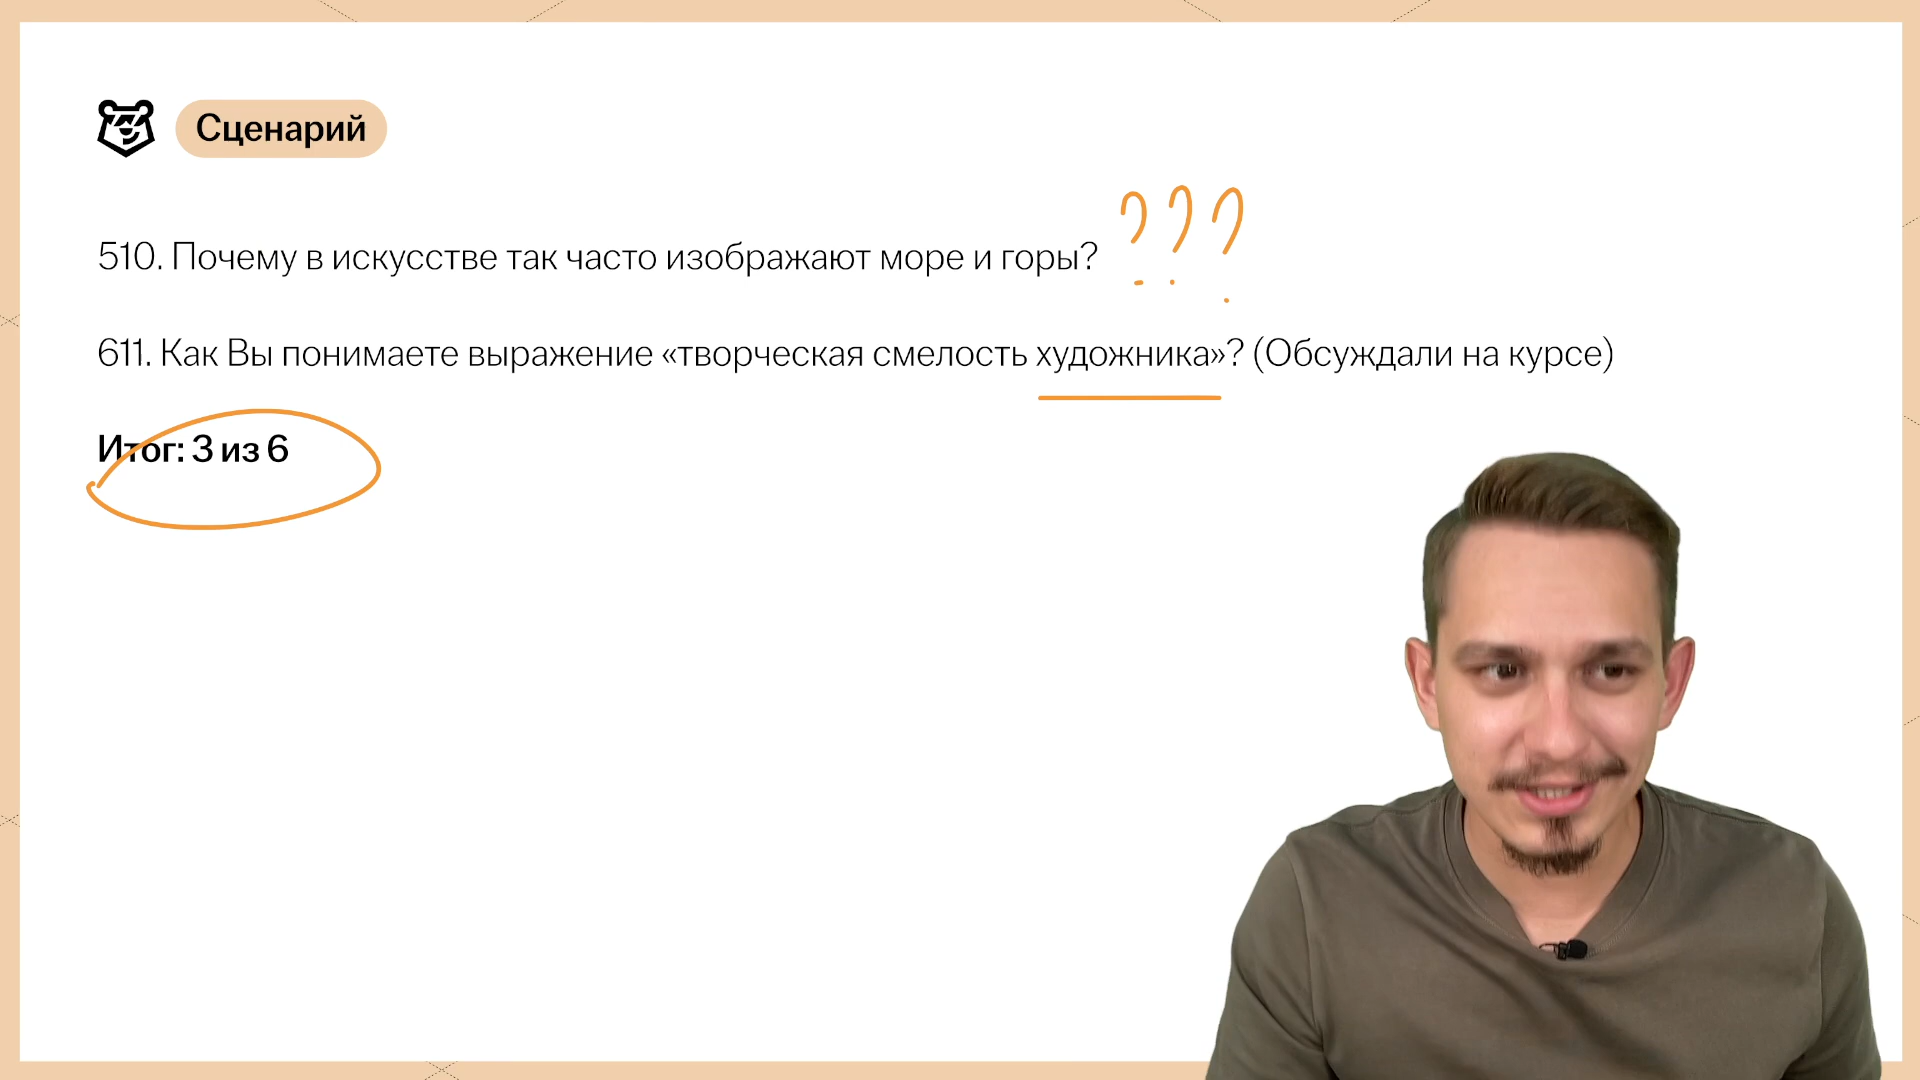 Сценарий
510. Почему в искусстве так часто изображают море и горы? ???
611. Как Вы понимаете выражение «творческая смелость художника»? (Обсуждали на курсе)
Итог: 3 из 6